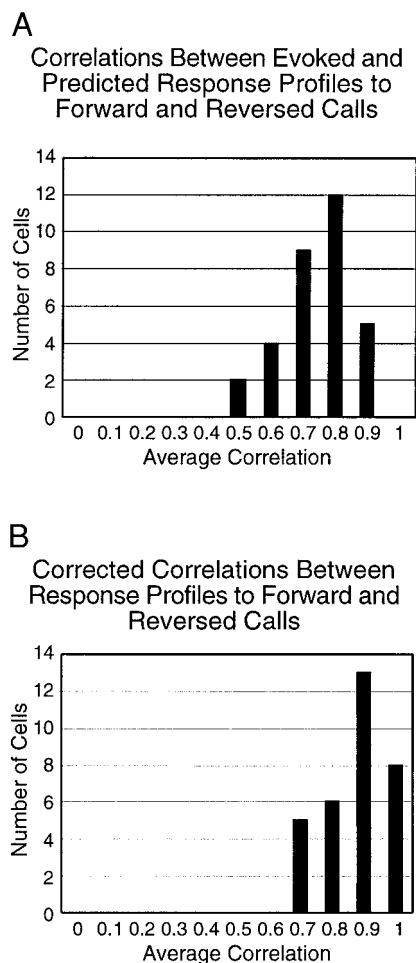 A
Correlations Between Evoked and
Predicted Response Profiles to
Forward and Reversed Calls
14
12
10
8
6
4
2
0
Number of Cells
0 0.1 0.2 0.3 0.4 0.5 0.6 0.7 0.8 0.9 1
Average Correlation
B
Corrected Correlations Between
Response Profiles to Forward and
Reversed Calls
14
12
10
8
6
4
2
0
Number of Cells
0 0.1 0.2 0.3 0.4 0.5 0.6 0.7 0.8 0.9 1
Average Correlation